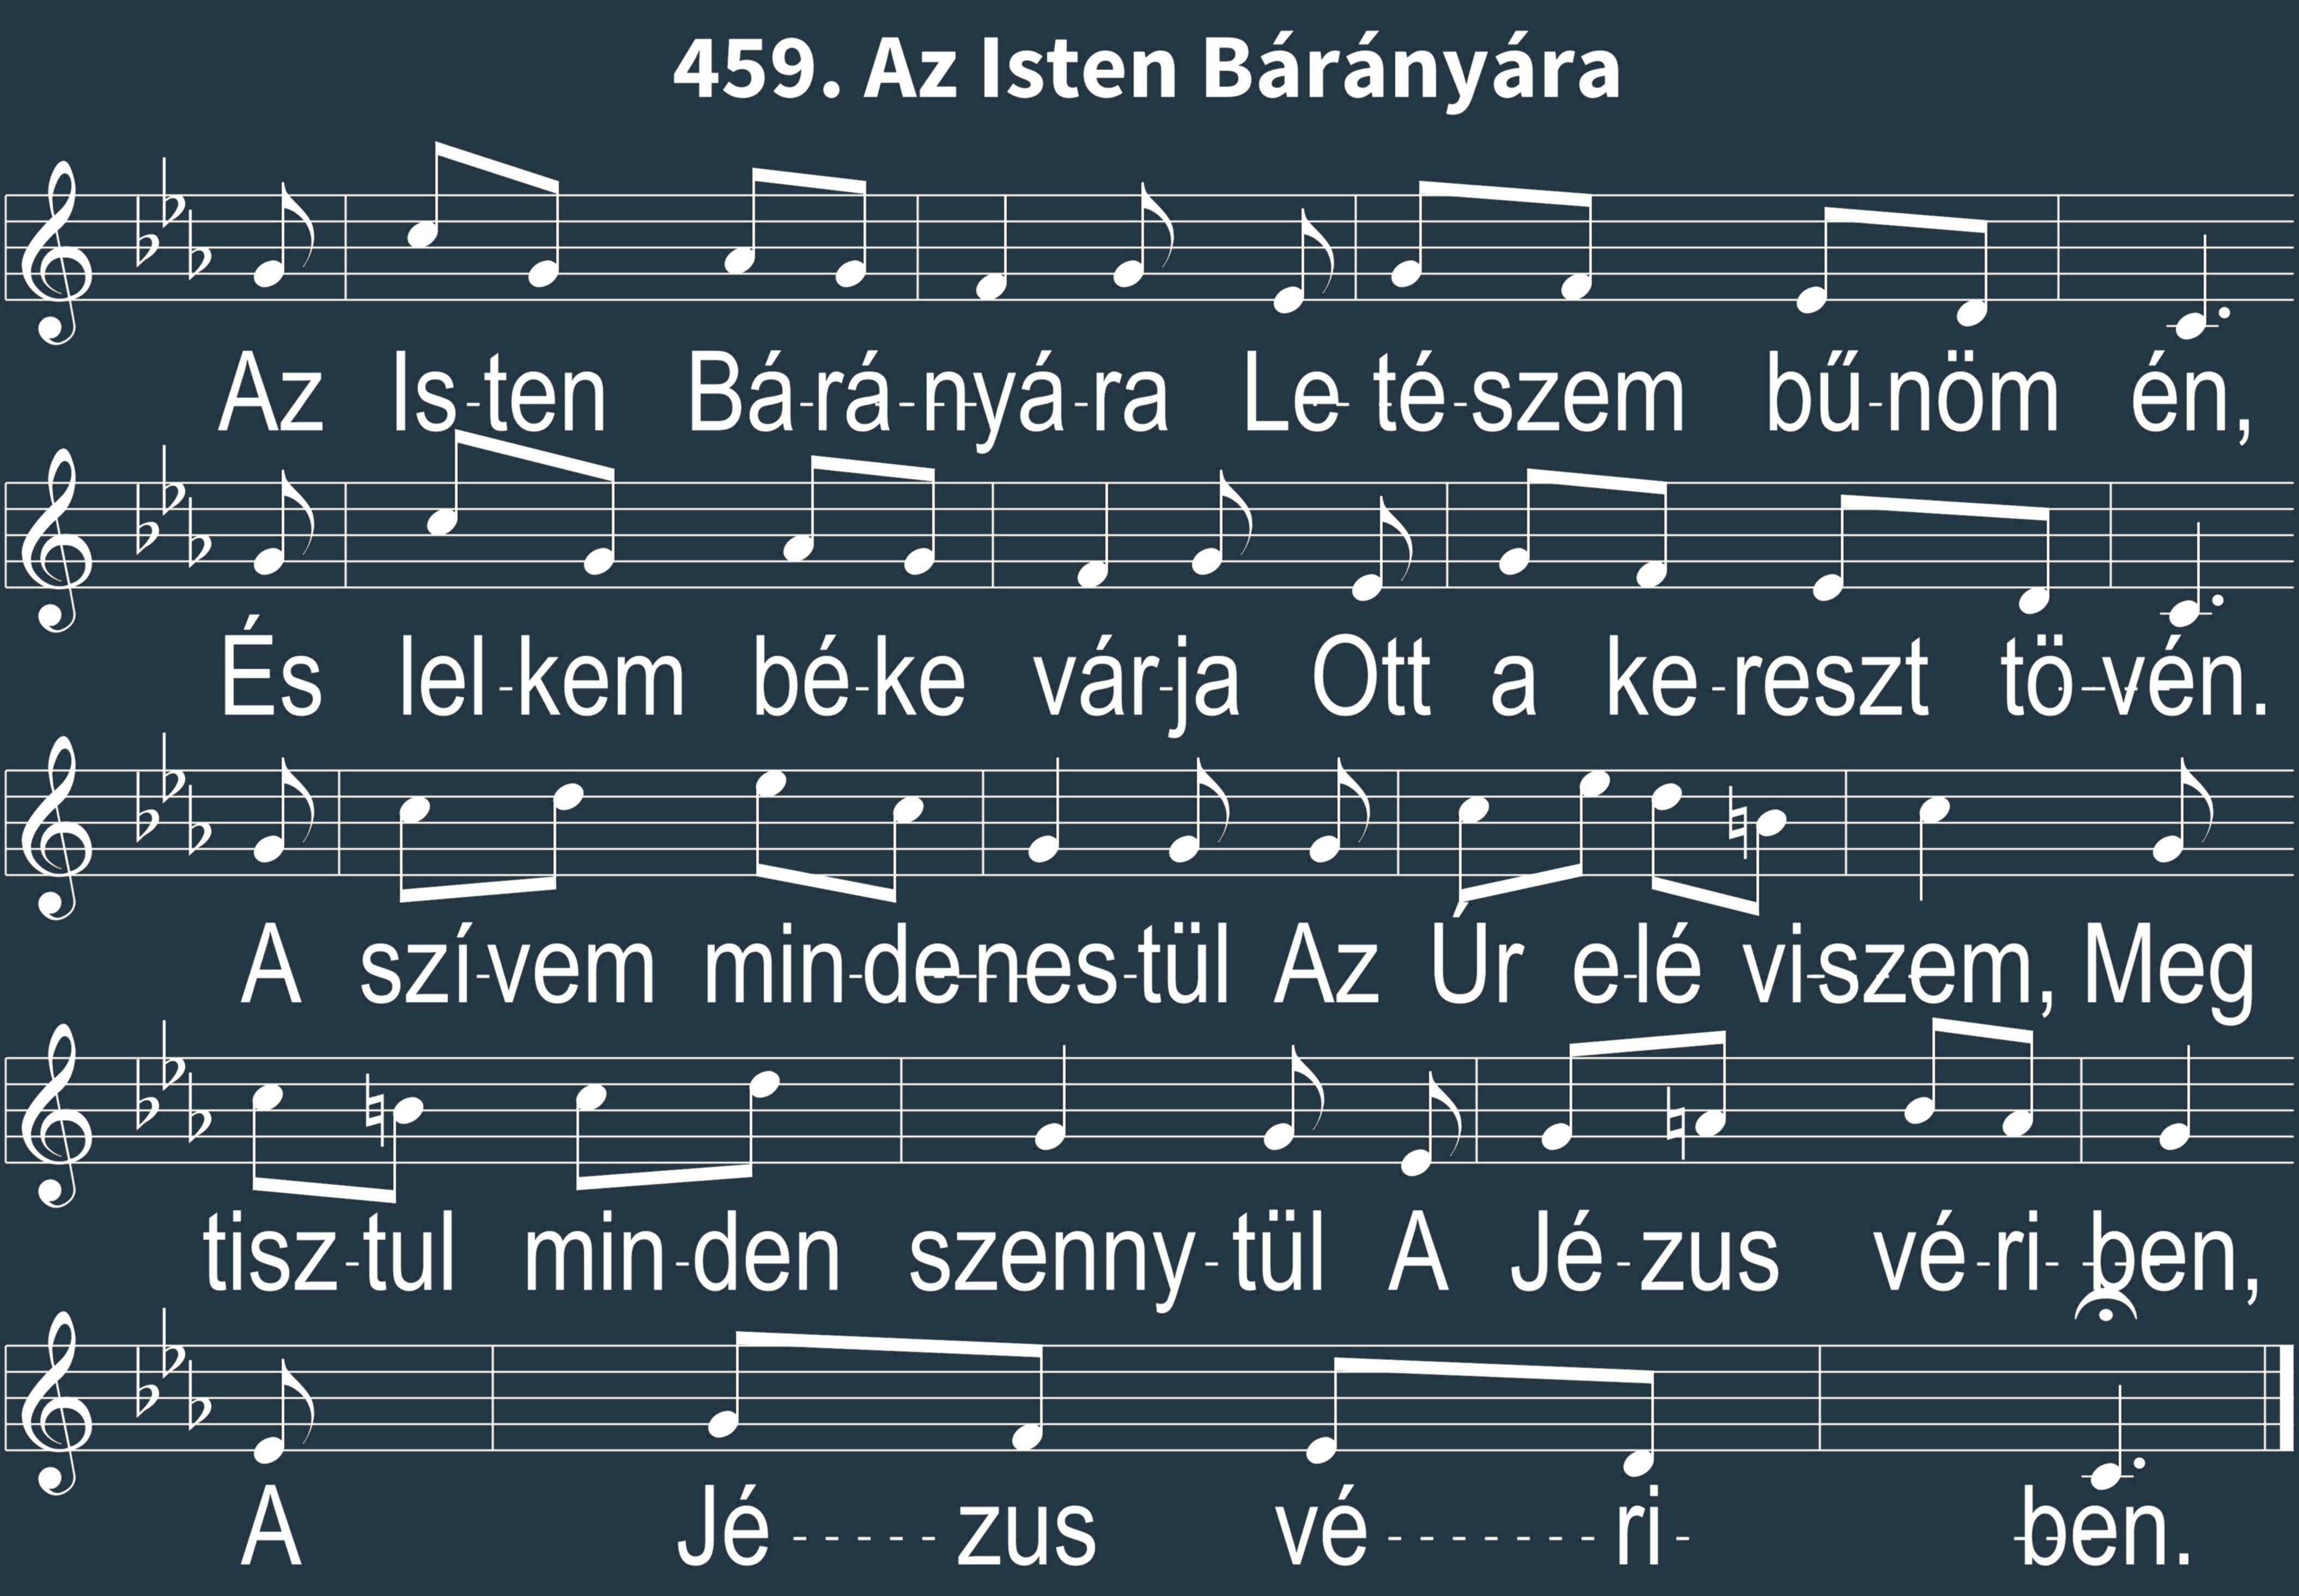 459. Az Isten Bárányára
Az Is-ten Bá-rá-nyá-ra Le-té-szem bű-nöm én,
És lel-kem bé-ke vár-ja Ott a ke-reszt tö-vén.
A szí-vem min-de-nes-tül Az Úr e-lé vi-szem, Meg
tisz-tul min-den szenny-tül A Jé-zus vé-ri-ben,
A Jé-----zus vé-------ri-ben.